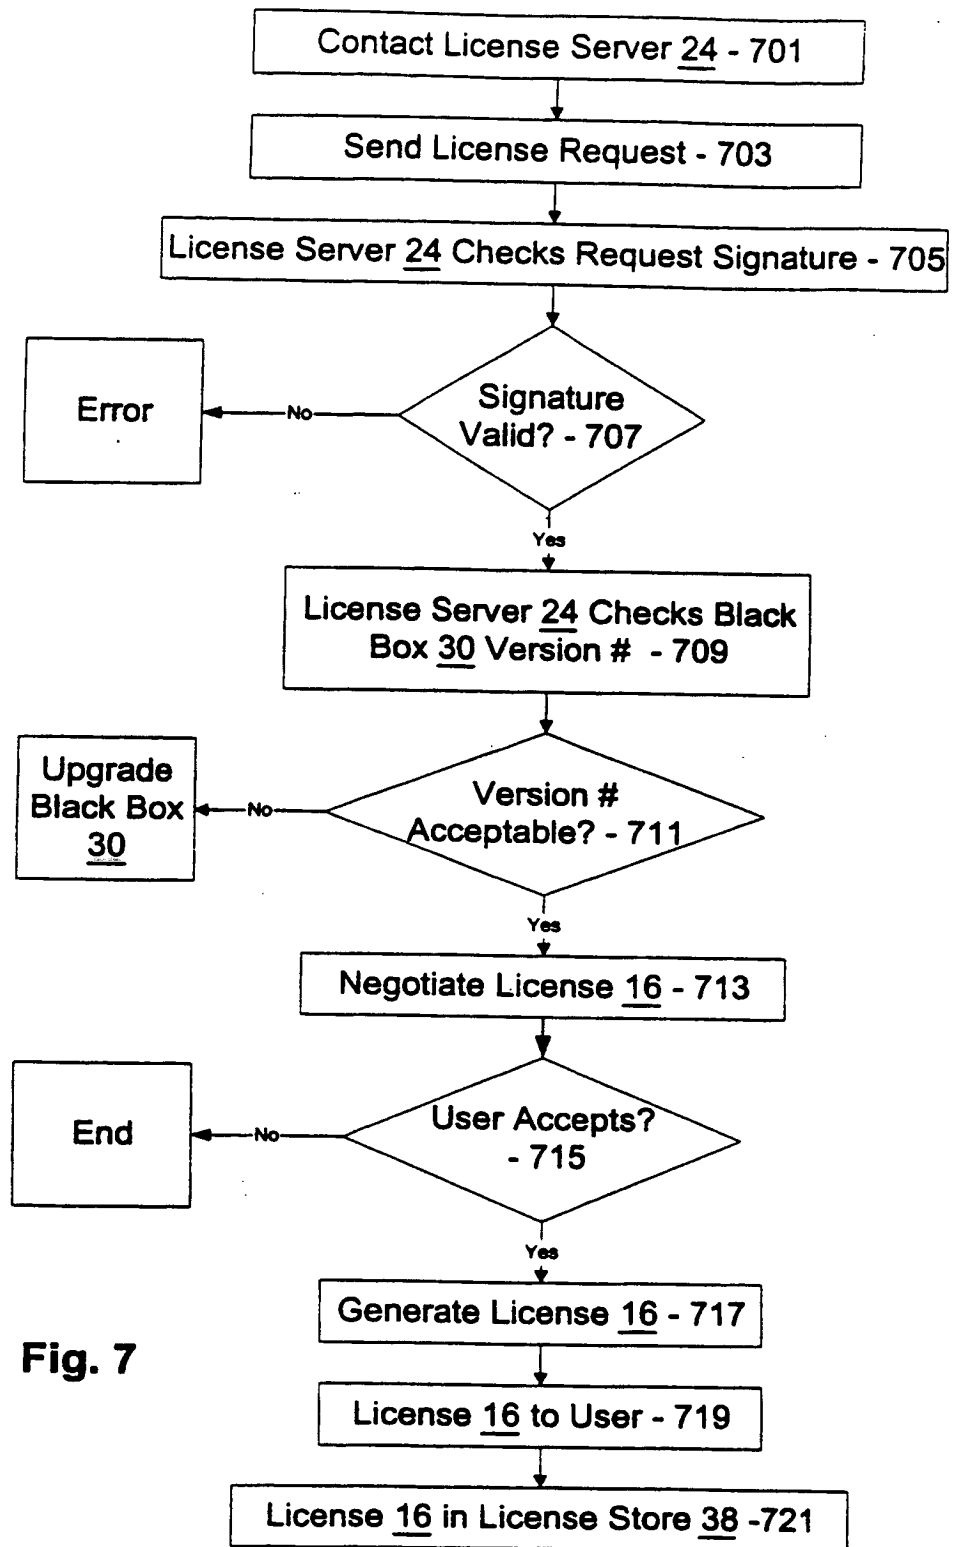 Contact License Server 24 - 701
Send License Request - 703
License Server 24 Checks Request Signature - 705
Signature
Valid? - 707
No
Error
Yes
License Server 24 Checks Black
Box 30 Version # - 709
Version #
Acceptable? - 711
No
Upgrade
Black Box
30
Yes
Negotiate License 16 - 713
User Accepts?
- 715
No
End
Yes
Generate License 16 - 717
Fig. 7
License 16 to User - 719
License 16 in License Store 38 -721